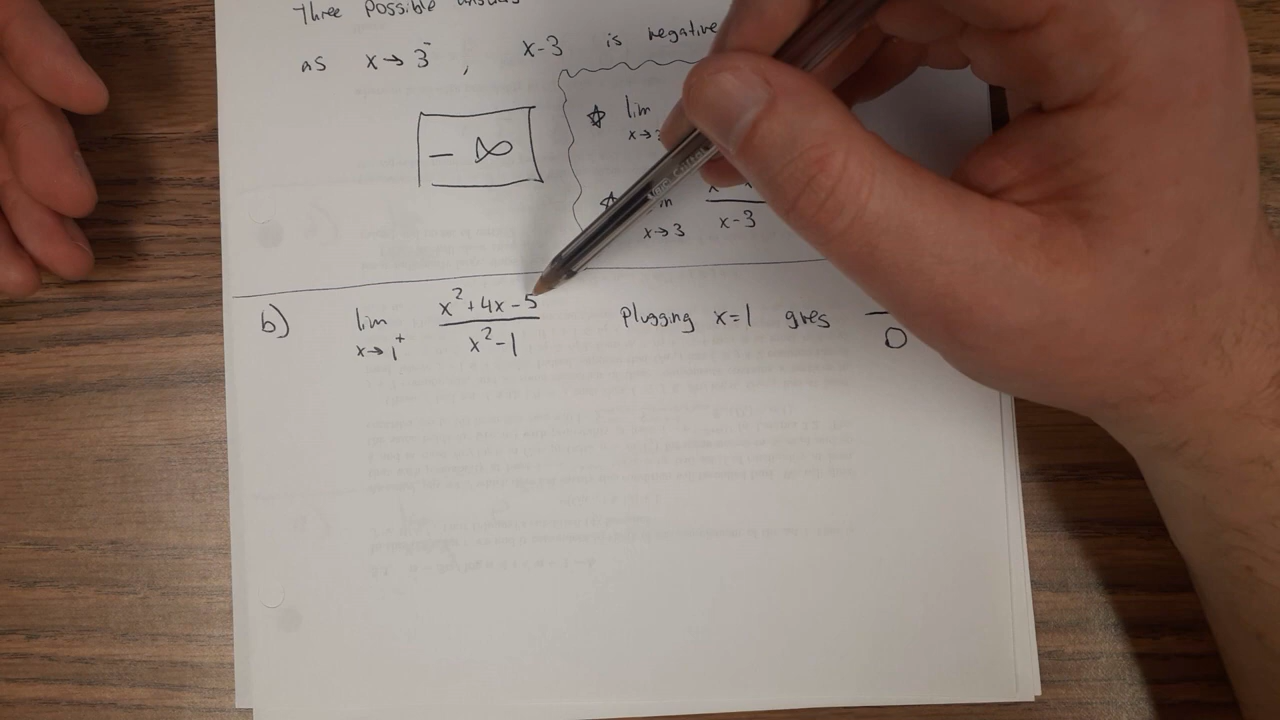 Three Possible
as x→3⁻, x-3 is negative
- ∞
☆ lim
x→
x→3 x-3
b) lim x→1⁺ x²+4x-5 / x²-1 Plugging x=1 gives 0